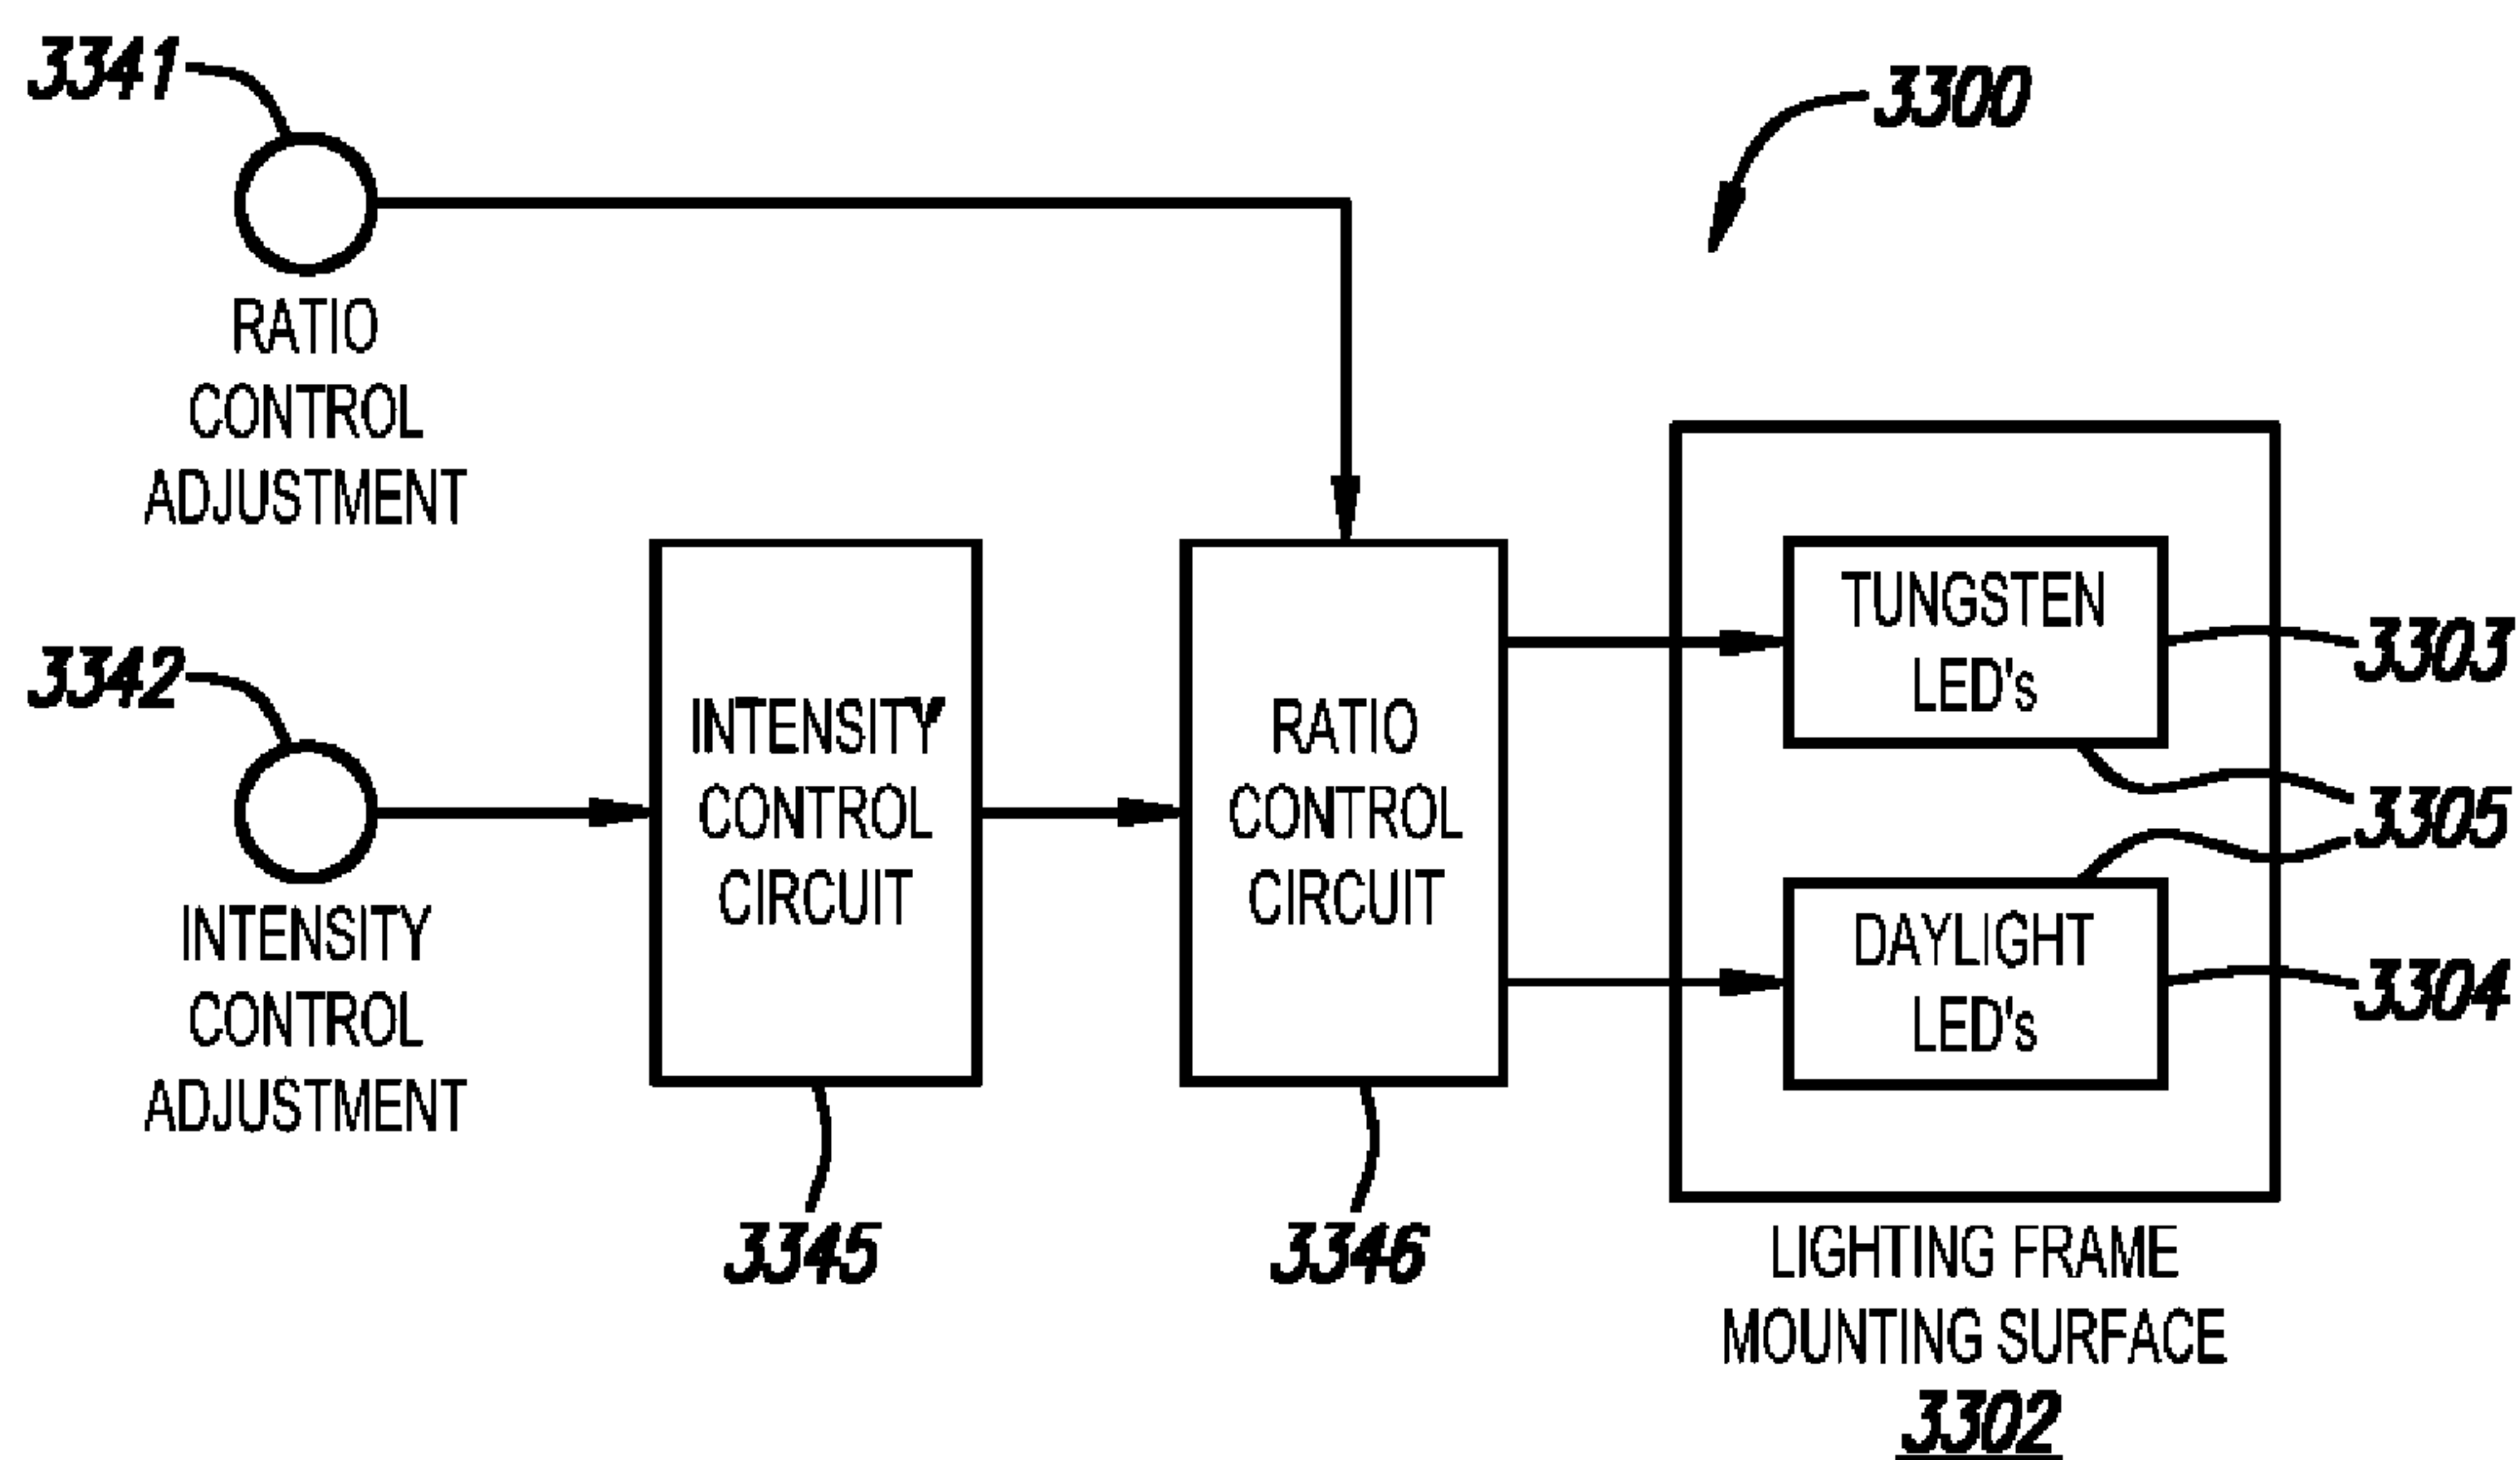 3341
RATIO
CONTROL
ADJUSTMENT
3300
3342
INTENSITY
CONTROL
ADJUSTMENT
INTENSITY
CONTROL
CIRCUIT
3345
RATIO
CONTROL
CIRCUIT
3346
TUNGSTEN
LED's
3303
3305
DAYLIGHT
LED's
3304
LIGHTING FRAME
MOUNTING SURFACE
3302